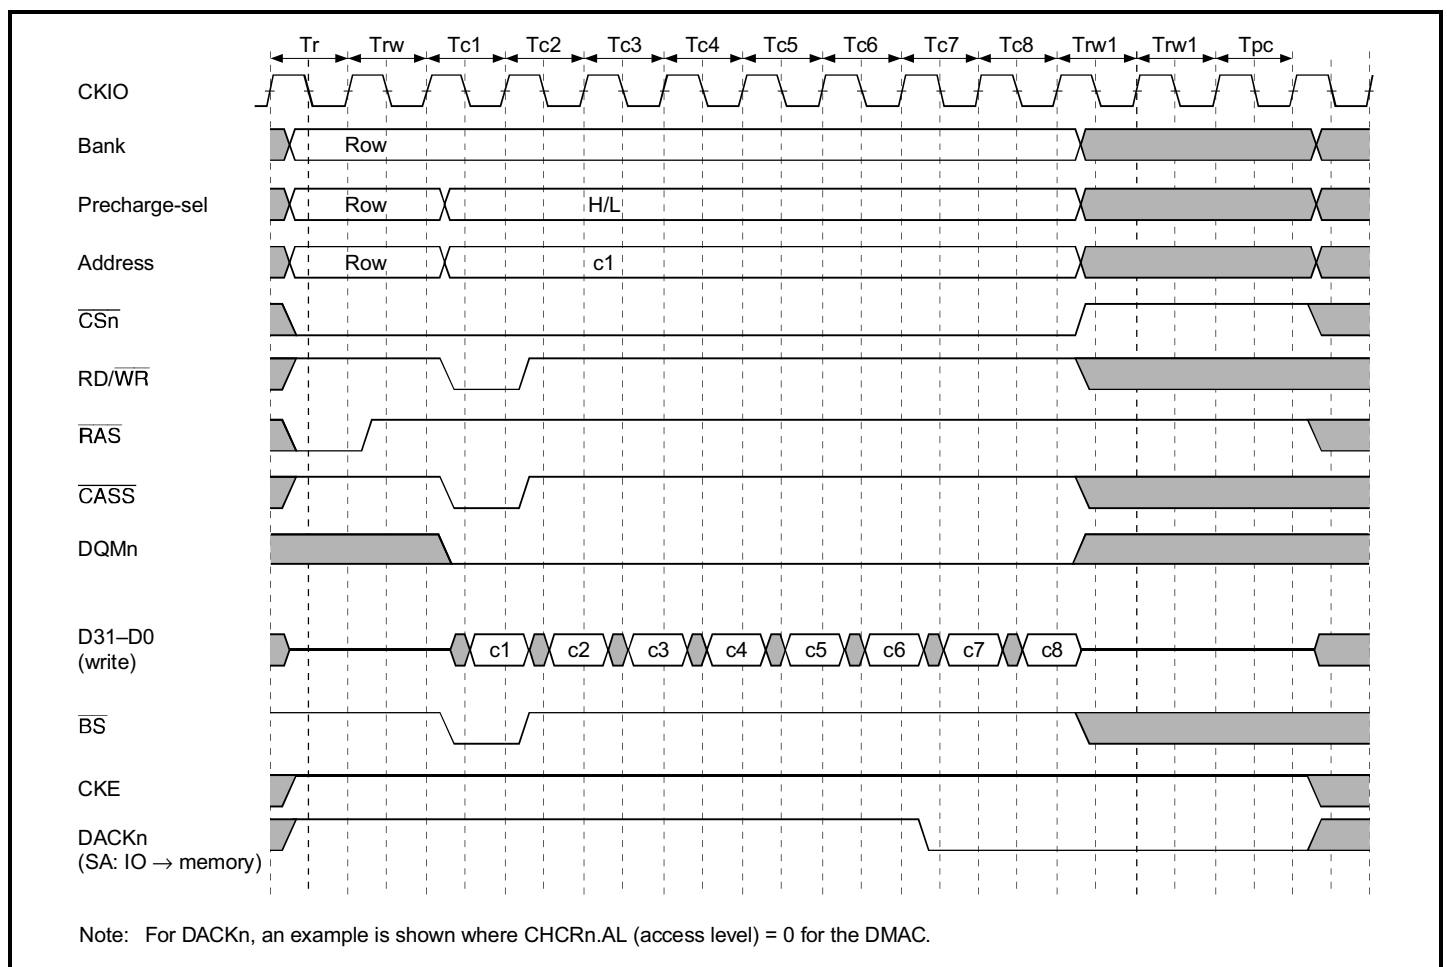 Tr Trw Tc1 Tc2 Tc3 Tc4 Tc5 Tc6 Tc7 Tc8 Trw1 Trw1 Tpc
CKIO
Bank Row
Precharge-sel Row H/L
Address Row c1
CSn
RD/WR
RAS
CASS
DQMn
D31–D0
(write) c1 c2 c3 c4 c5 c6 c7 c8
BS
CKE
DACKn
(SA: IO → memory)
Note: For DACKn, an example is shown where CHCRn.AL (access level) = 0 for the DMAC.